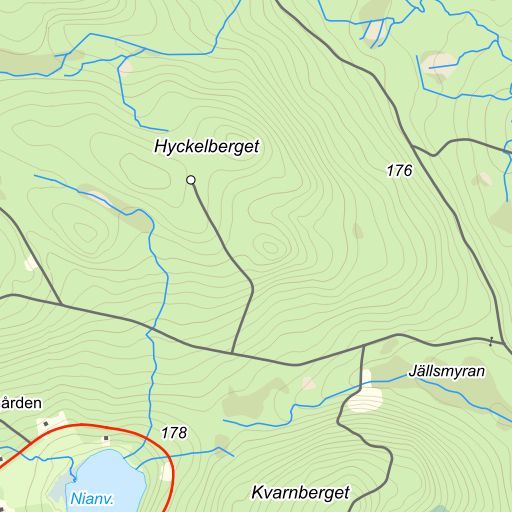 Hyckelberget
176
Jällsmyran
ården
178
Nianv.
Kvarnberget